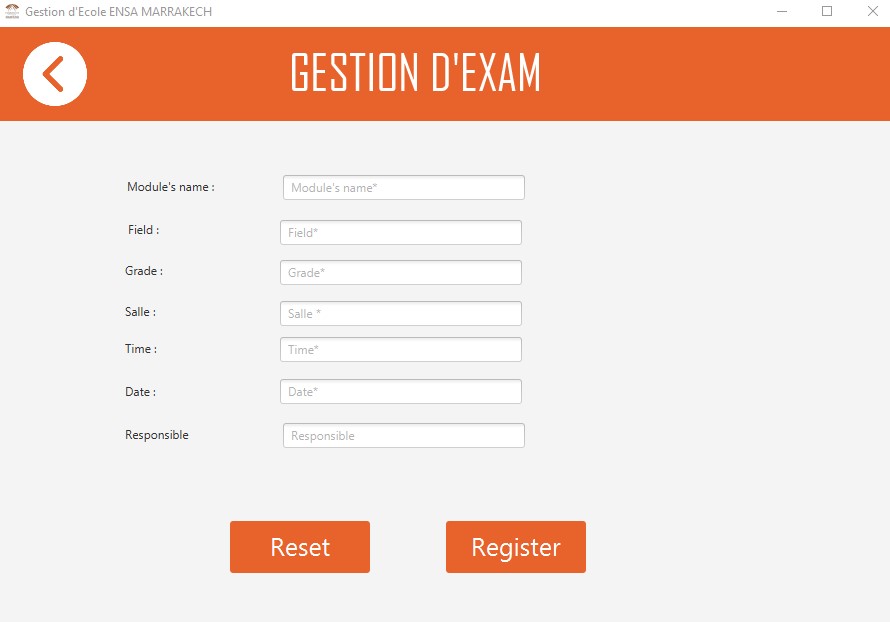 Gestion d'Ecole ENSA MARRAKECH
GESTION D'EXAM
Module's name : Module's name*
Field : Field*
Grade : Grade*
Salle : Salle *
Time : Time*
Date : Date*
Responsible Responsible
Reset Register